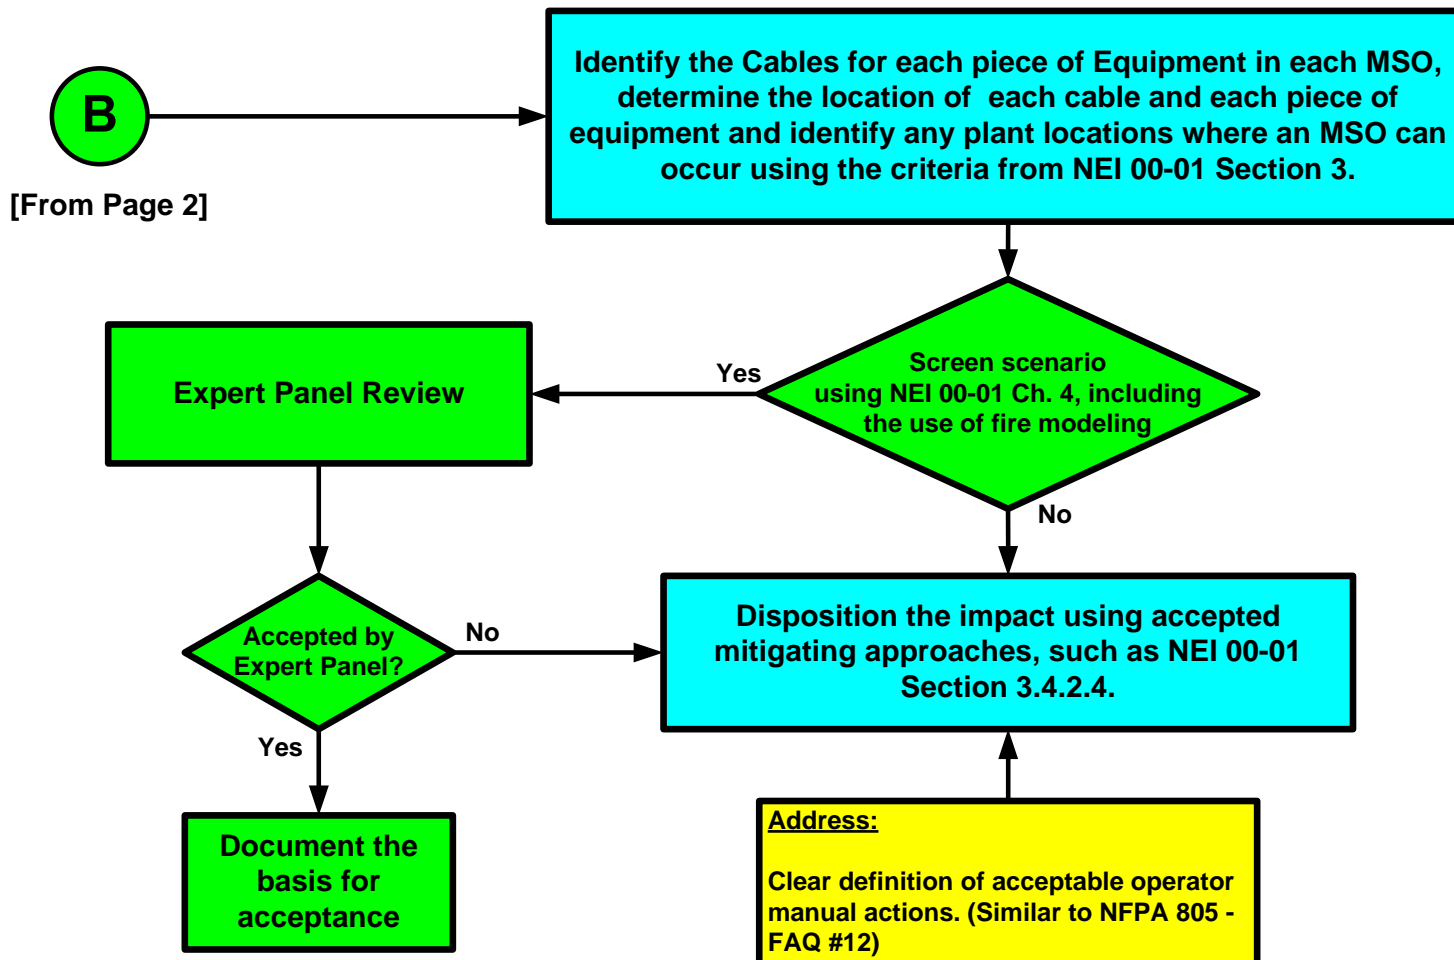 B
[From Page 2]
Identify the Cables for each piece of Equipment in each MSO,
determine the location of each cable and each piece of
equipment and identify any plant locations where an MSO can
occur using the criteria from NEI 00-01 Section 3.
Screen scenario
using NEI 00-01 Ch. 4, including
the use of fire modeling
Yes
No
Expert Panel Review
Accepted by
Expert Panel?
No
Yes
Disposition the impact using accepted
mitigating approaches, such as NEI 00-01
Section 3.4.2.4.
Document the
basis for
acceptance
Address:
Clear definition of acceptable operator
manual actions. (Similar to NFPA 805 -
FAQ #12)